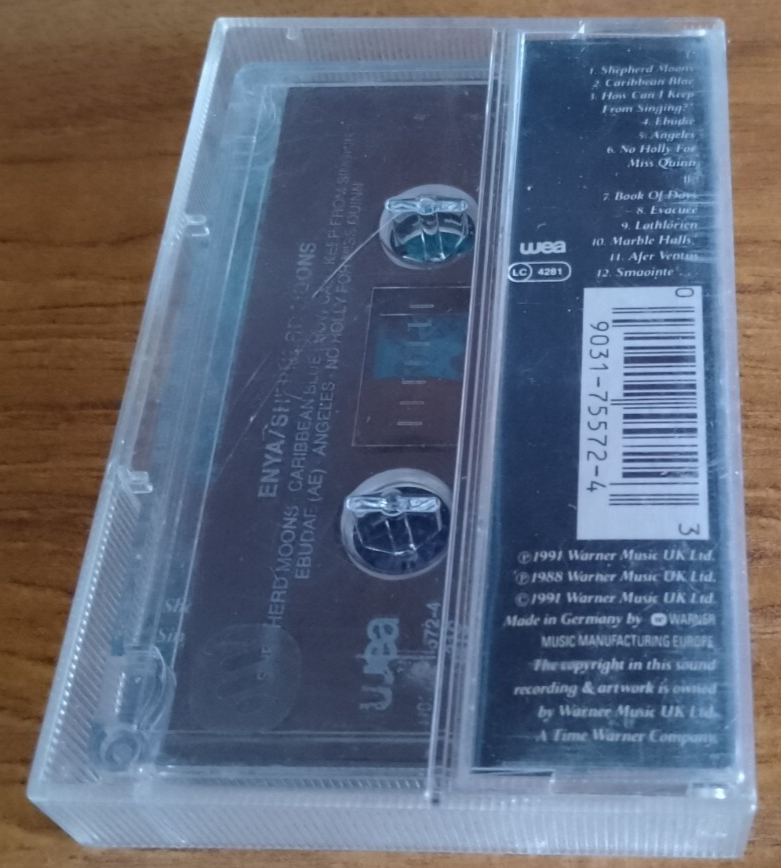 I.
1. Shepherd Moons
2. Caribbean Blue
3. How Can I Keep
From Singing?
4. Ebudæ
5. Angeles
6. No Holly For
Miss Quinn
II.
7. Book Of Days
8. Evacuee
9. Lothlórien
10. Marble Halls
11. Afer Ventus
12. Smaointe...
wea
LC 4281
0
9031-75572-4
3
℗1991 Warner Music UK Ltd.
℗1988 Warner Music UK Ltd.
©1991 Warner Music UK Ltd.
Made in Germany by WARNER
MUSIC MANUFACTURING EUROPE
The copyright in this sound
recording & artwork is owned
by Warner Music UK Ltd.
A Time Warner Company.
ENYA/SHEPHERD MOONS
SHEPHERD MOONS · CARIBBEAN BLUE · HOW CAN I KEEP FROM SINGING?
EBUDAE (AE) · ANGELES · NO HOLLY FOR MISS QUINN
wea